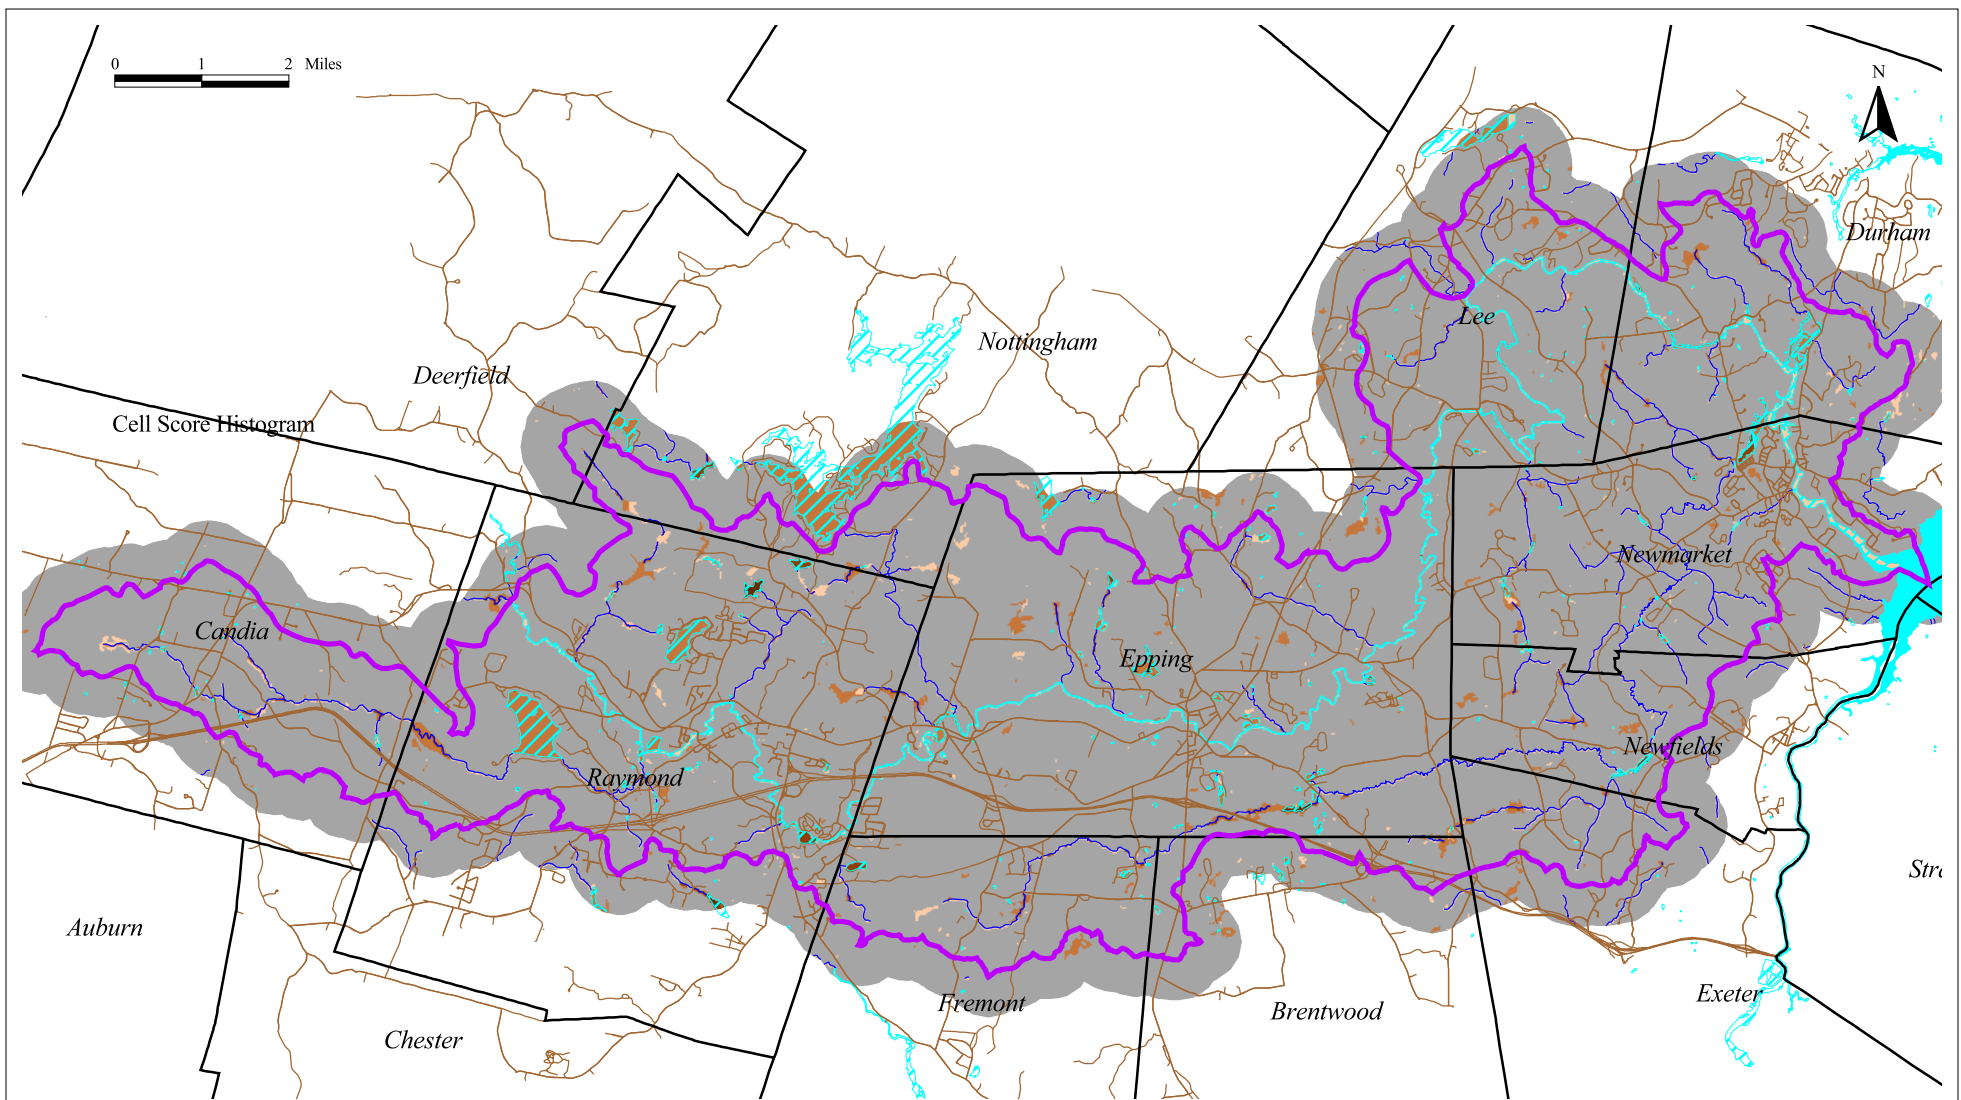 0 1 2 Miles
N
Durham
Lee
Nottingham
Deerfield
Cell Score Histogram
Newmarket
Candia
Epping
Newfields
Raymond
Stra
Auburn
Exeter
Fremont
Brentwood
Chester